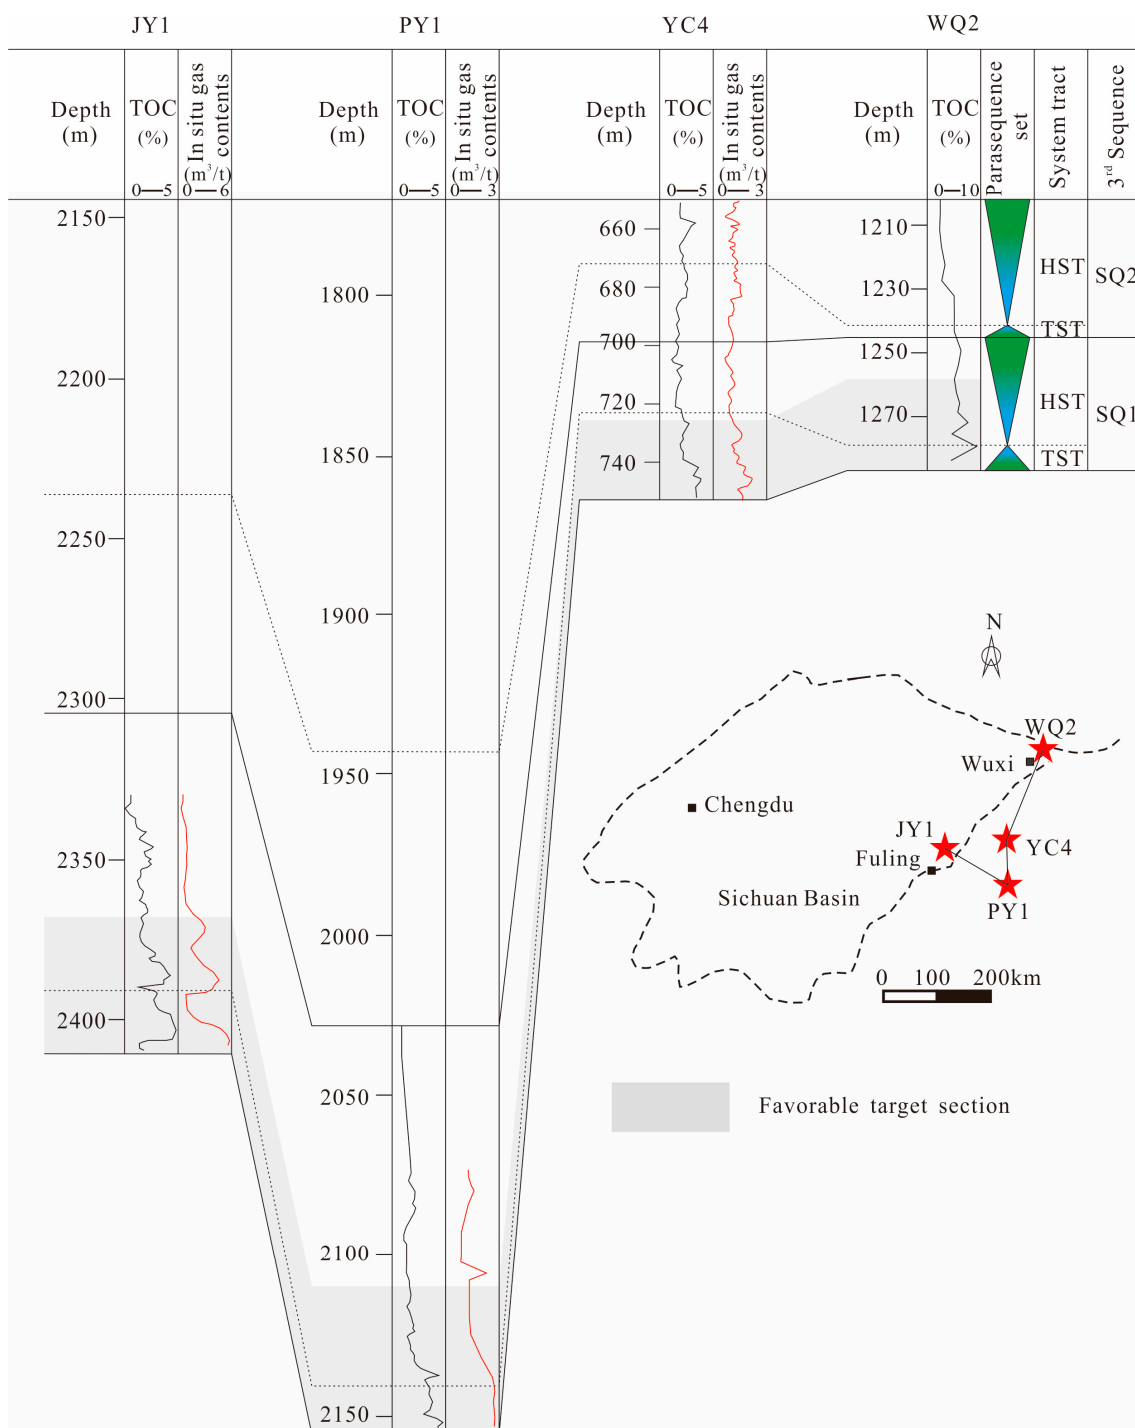 JY1
PY1
YC4
WQ2
Depth
(m)
TOC
(%)
0—5
In situ gas
contents
(m³/t)
0—6
Depth
(m)
TOC
(%)
0—5
In situ gas
contents
(m³/t)
0—3
Depth
(m)
TOC
(%)
0—5
In situ gas
contents
(m³/t)
0—3
Depth
(m)
TOC
(%)
0—10
Parasequence
set
System tract
3rd Sequence
2150
2200
2250
2300
2350
2400
1800
1850
1900
1950
2000
2050
2100
2150
660
680
700
720
740
1210
1230
1250
1270
HST
TST
HST
TST
SQ2
SQ1
N
WQ2
Wuxi
Chengdu
JY1
YC4
Fuling
Sichuan Basin
PY1
0 100 200km
Favorable target section